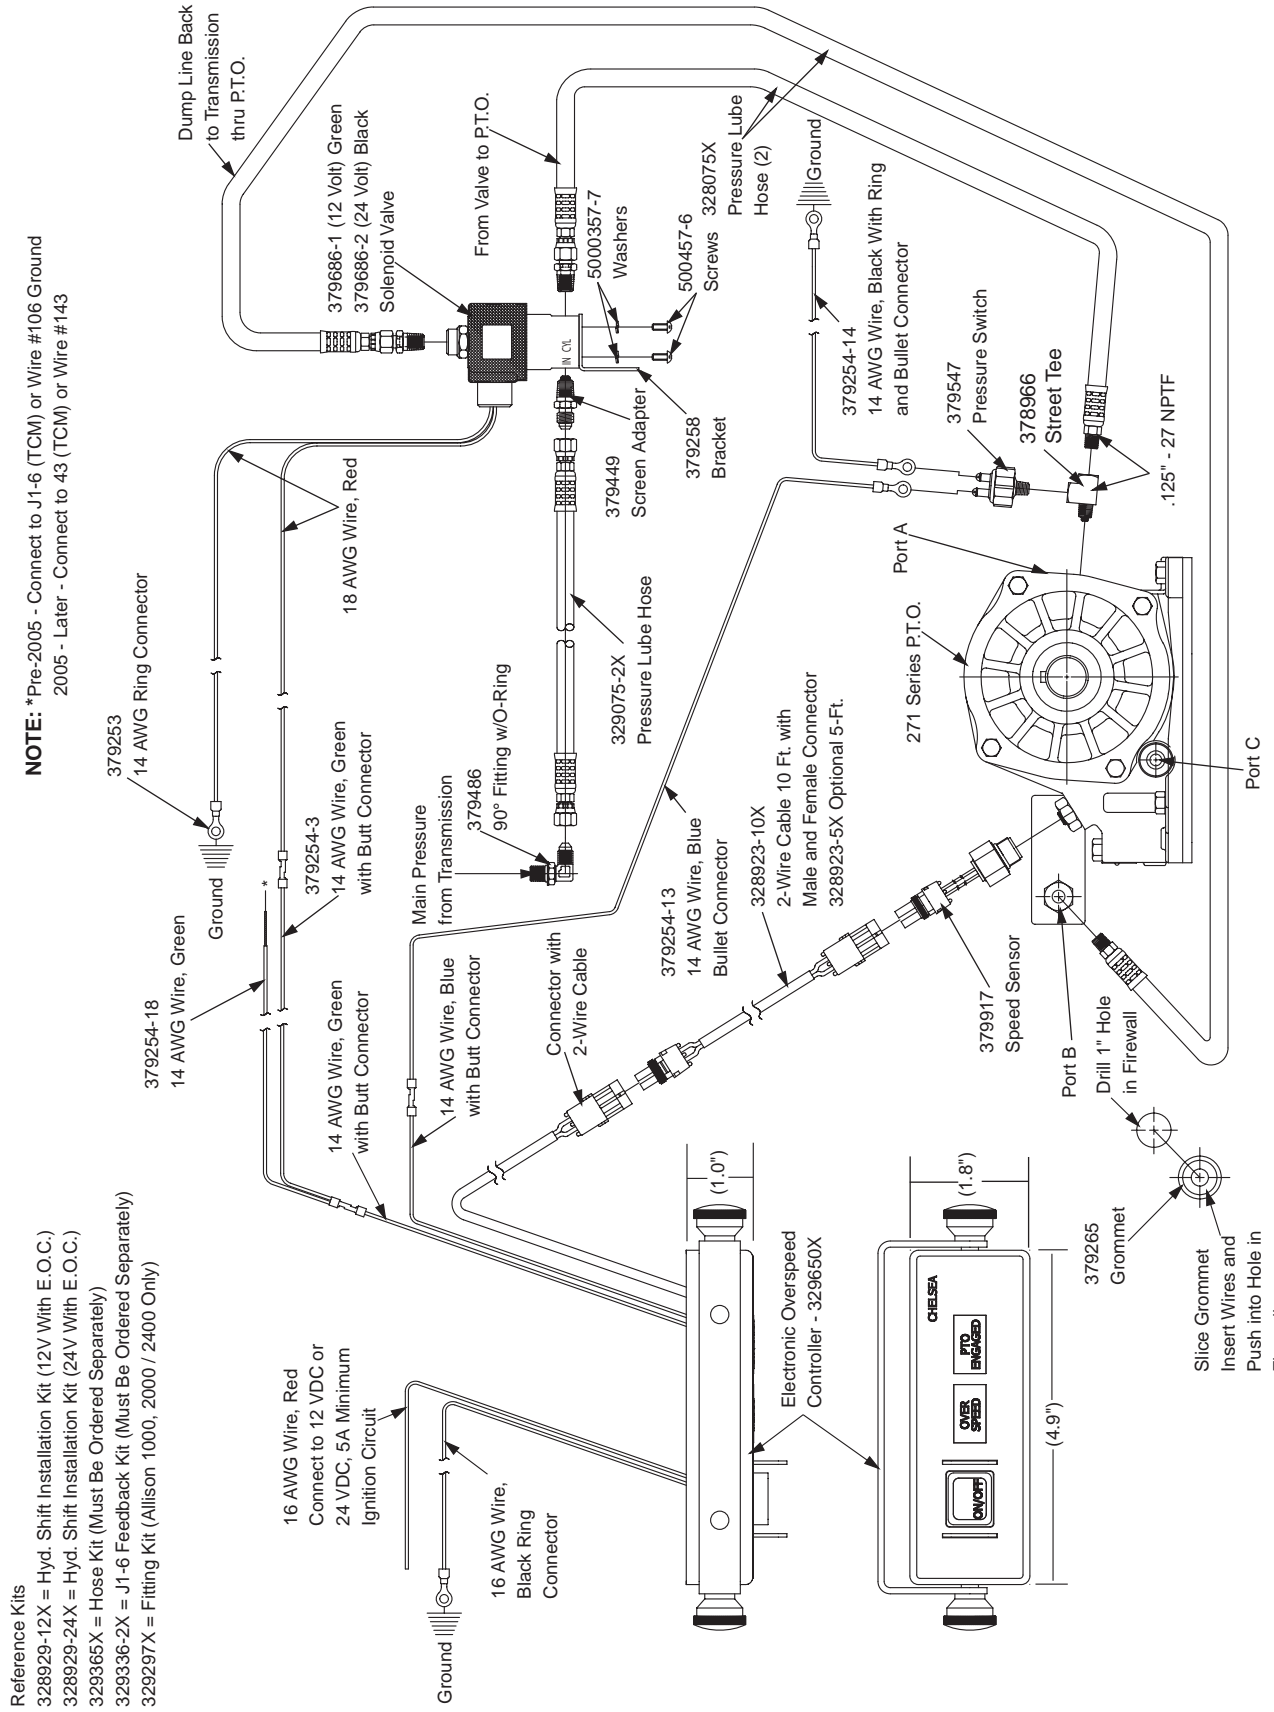 NOTE: *Pre-2005 - Connect to J1-6 (TCM) or Wire #106 Ground
2005 - Later - Connect to 43 (TCM) or Wire #143
Reference Kits
328929-12X = Hyd. Shift Installation Kit (12V With E.O.C.)
328929-24X = Hyd. Shift Installation Kit (24V With E.O.C.)
329365X = Hose Kit (Must Be Ordered Separately)
329336-2X = J1-6 Feedback Kit (Must Be Ordered Separately)
329297X = Fitting Kit (Allison 1000, 2000 / 2400 Only)
379254-18
14 AWG Wire, Green
*
379253
14 AWG Ring Connector
Ground
Dump Line Back
to Transmission
thru P.T.O.
18 AWG Wire, Red
379686-1 (12 Volt) Green
379686-2 (24 Volt) Black
Solenoid Valve
379254-3
14 AWG Wire, Green
with Butt Connector
14 AWG Wire, Green
with Butt Connector
Main Pressure
from Transmission
379486
90° Fitting w/O-Ring
From Valve to P.T.O.
IN CYL
5000357-7
Washers
500457-6
Screws
328075X
Pressure Lube
Hose (2)
379449
Screen Adapter
379258
Bracket
329075-2X
Pressure Lube Hose
14 AWG Wire, Blue
with Butt Connector
16 AWG Wire, Red
Connect to 12 VDC or
24 VDC, 5A Minimum
Ignition Circuit
Ground
16 AWG Wire,
Black Ring
Connector
Connector with
2-Wire Cable
379254-13
14 AWG Wire, Blue
Bullet Connector
328923-10X
2-Wire Cable 10 Ft. with
Male and Female Connector
328923-5X Optional 5-Ft.
Ground
379254-14
14 AWG Wire, Black With Ring
and Bullet Connector
379547
Pressure Switch
378966
Street Tee
.125" - 27 NPTF
Port A
271 Series P.T.O.
Port C
379917
Speed Sensor
Port B
Drill 1" Hole
in Firewall
(1.0")
Electronic Overspeed
Controller - 329650X
(1.8")
CHELSEA
PTO
ENGAGED
OVER
SPEED
ON/OFF
(4.9")
379265
Grommet
Slice Grommet
Insert Wires and
Push into Hole in